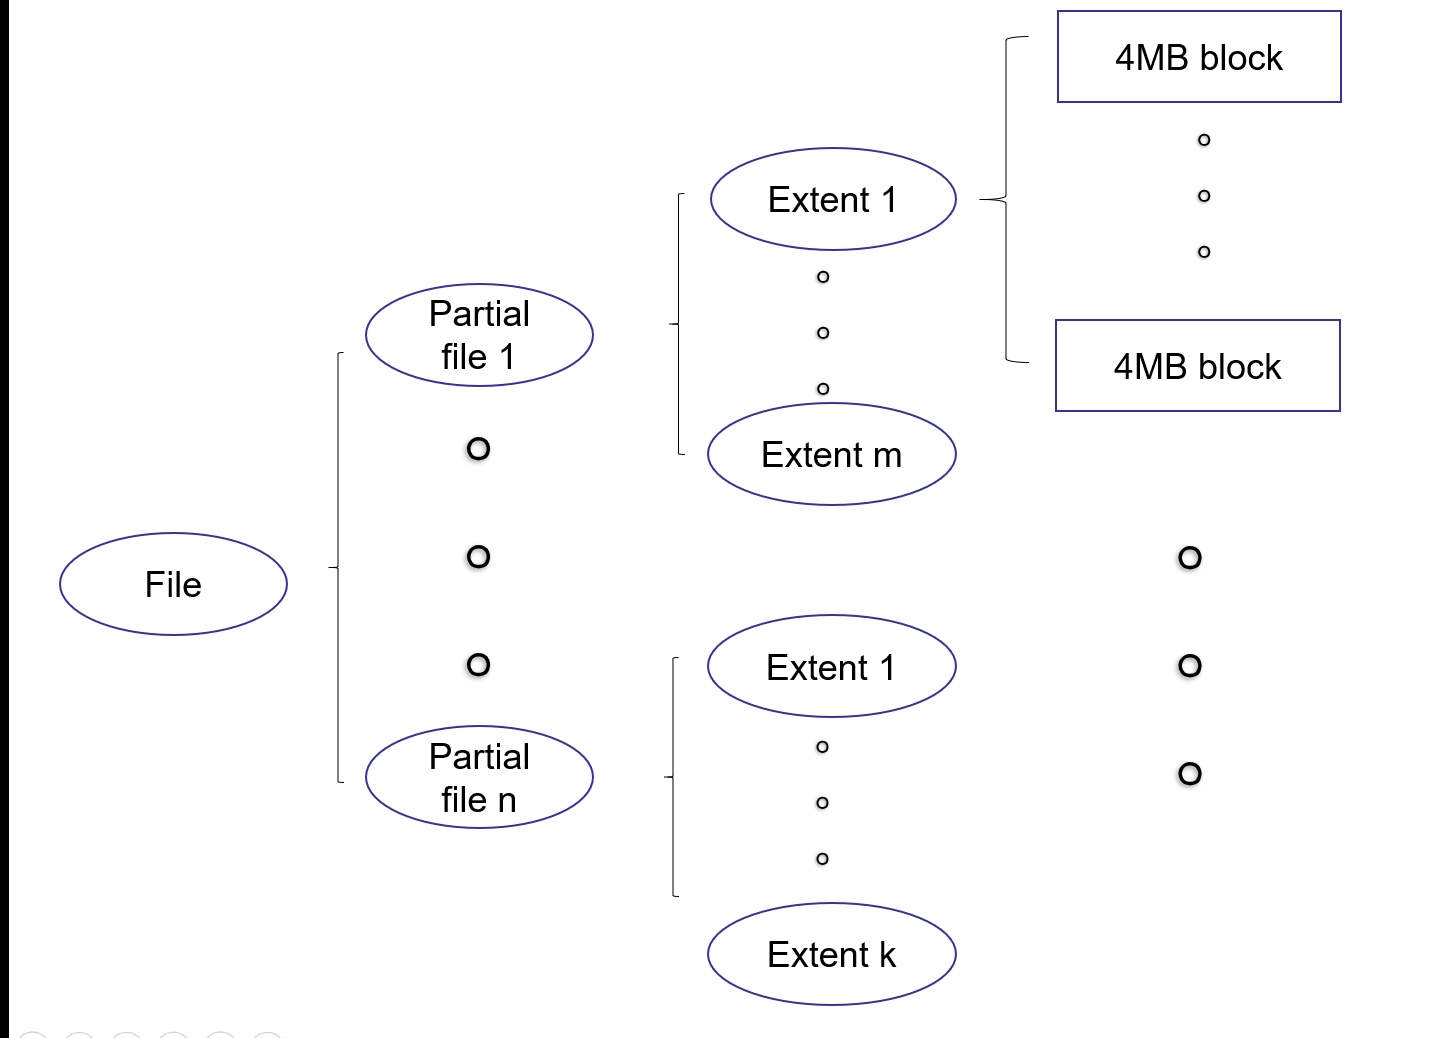 4MB block
Extent 1
Partial
file 1
4MB block
Extent m
File
Extent 1
Partial
file n
Extent k